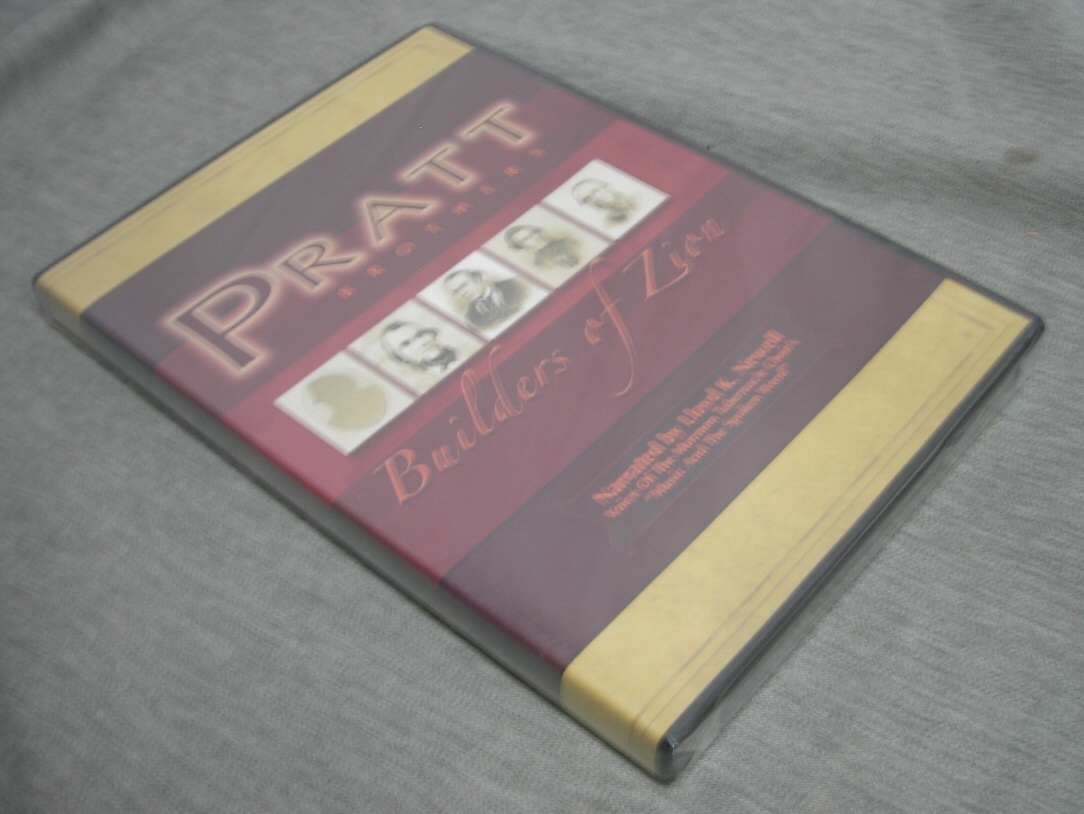 PRATT
BROTHERS
Builders of Zion
Narrated by Lloyd K. Newell
Voice Of The Mormon Tabernacle Choir's
"Music And The Spoken Word"